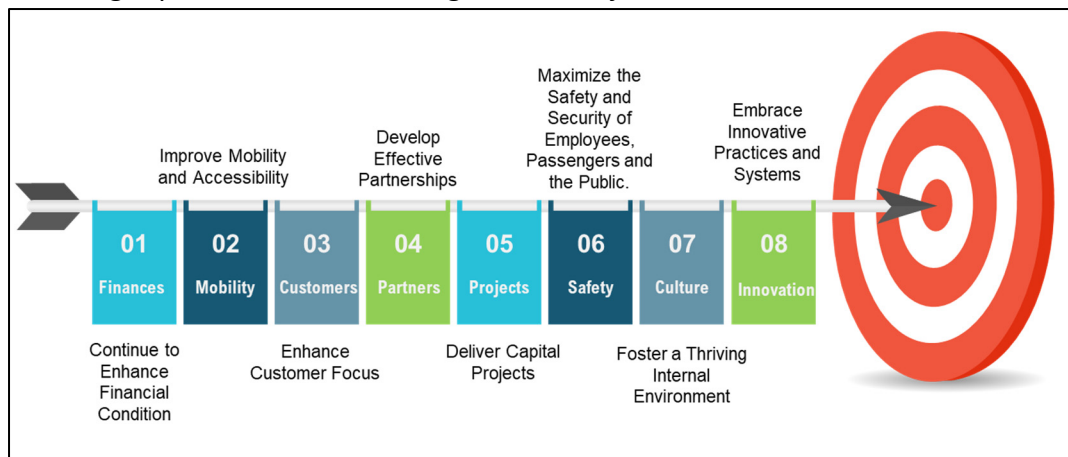 Improve Mobility
and Accessibility
Develop
Effective
Partnerships
Maximize the
Safety and
Security of
Employees,
Passengers and
the Public.
Embrace
Innovative
Practices and
Systems
01
Finances
02
Mobility
03
Customers
04
Partners
05
Projects
06
Safety
07
Culture
08
Innovation
Continue to
Enhance
Financial
Condition
Enhance
Customer Focus
Deliver Capital
Projects
Foster a Thriving
Internal
Environment